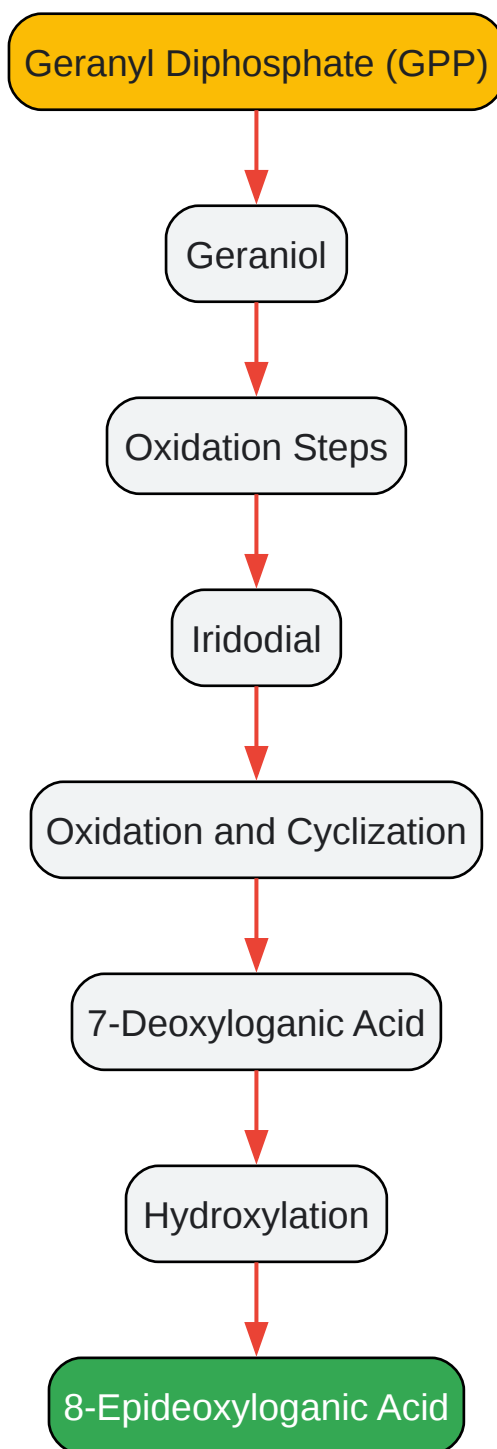 Geranyl Diphosphate (GPP)
Geraniol
Oxidation Steps
Iridodial
Oxidation and Cyclization
7-Deoxyloganic Acid
Hydroxylation
8-Epideoxyloganic Acid